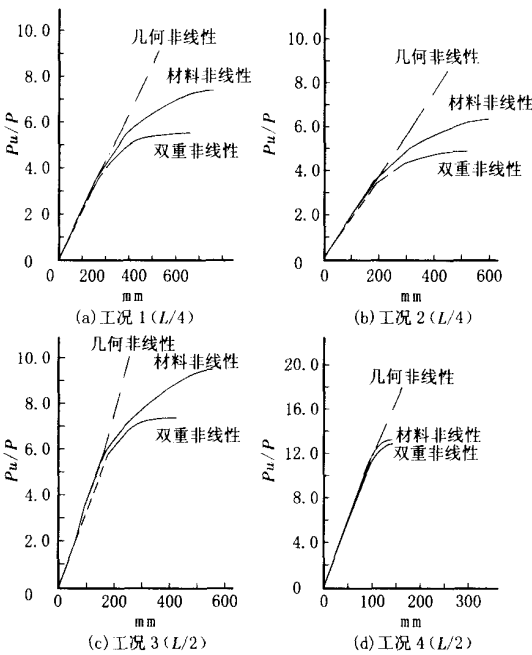 10.0
8.0
6.0
4.0
2.0
0
Pu/P
几何非线性
材料非线性
双重非线性
0 200 400 600
mm
(a)工况 1(L/4)
10.0
8.0
6.0
4.0
2.0
0
Pu/P
几何非线性
材料非线性
双重非线性
0 200 400 600
mm
(b)工况 2(L/4)
10.0
8.0
6.0
4.0
2.0
0
Pu/P
几何非线性
材料非线性
双重非线性
0 200 400 600
mm
(c)工况 3(L/2)
20.0
16.0
12.0
8.0
4.0
0
Pu/P
几何非线性
材料非线性
双重非线性
0 100 200 300
mm
(d)工况 4(L/2)